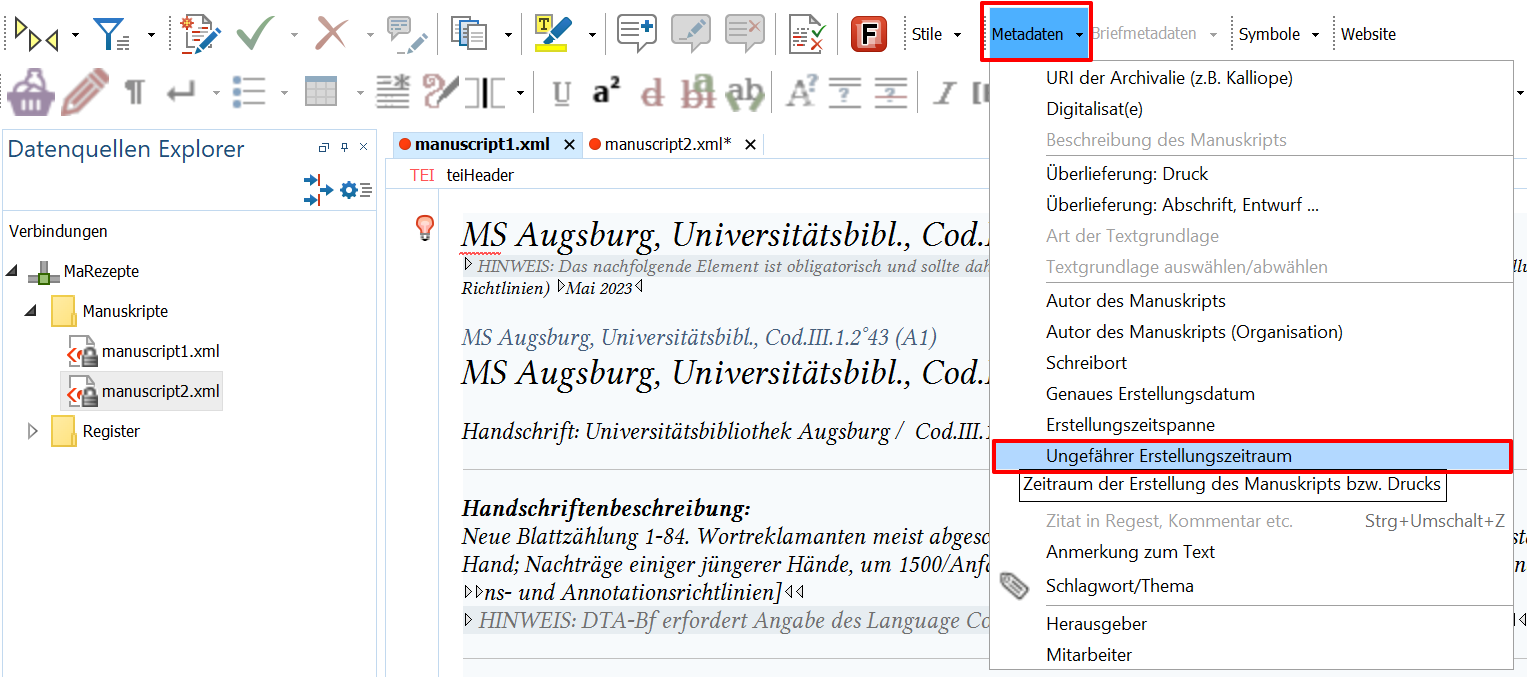 Stile
Metadaten
Briefmetadaten
Symbole
Website
URI der Archivalie (z.B. Kalliope)
Digitalisat(e)
Beschreibung des Manuskripts
Überlieferung: Druck
Überlieferung: Abschrift, Entwurf ...
Art der Textgrundlage
Textgrundlage auswählen/abwählen
Autor des Manuskripts
Autor des Manuskripts (Organisation)
Schreibort
Genaues Erstellungsdatum
Erstellungszeitspanne
Ungefährer Erstellungszeitraum
Zeitraum der Erstellung des Manuskripts bzw. Drucks
Zitat in Regest, Kommentar etc. Strg+Umschalt+Z
Anmerkung zum Text
Schlagwort/Thema
Herausgeber
Mitarbeiter
Datenquellen Explorer
Verbindungen
MaRezepte
Manuskripte
manuscript1.xml
manuscript2.xml
Register
manuscript1.xml
manuscript2.xml*
TEI teiHeader
MS Augsburg, Universitätsbibl., Cod.
HINWEIS: Das nachfolgende Element ist obligatorisch und sollte
Richtlinien) Mai 2023
MS Augsburg, Universitätsbibl., Cod.III.1.2°43 (A1)
MS Augsburg, Universitätsbibl., Cod.
Handschrift: Universitätsbibliothek Augsburg / Cod.III.
Handschriftenbeschreibung:
Neue Blattzählung 1-84. Wortreklamanten meist
Hand; Nachträge einiger jüngerer Hände, um
ns- und Annotationsrichtlinien]
HINWEIS: DTA-Bf erfordert Angabe des Language